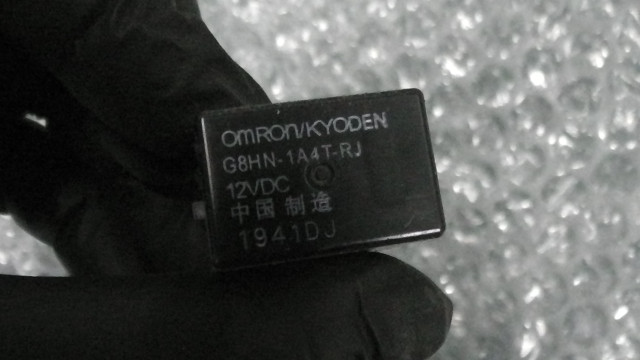 OMRON/KYODEN
G8HN-1A4T-RJ
12VDC
中国 制造
1941DJ